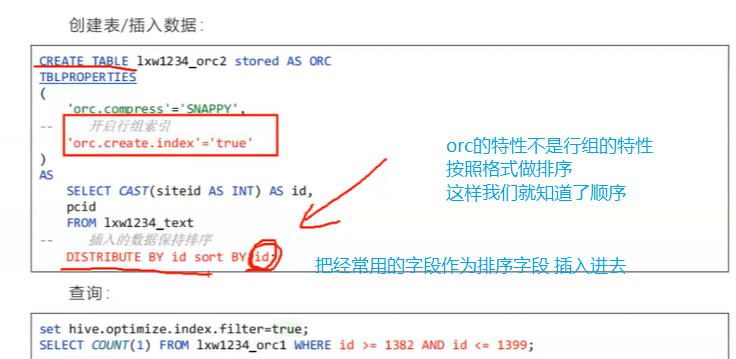 创建表/插入数据：
CREATE TABLE lxw1234_orc2 stored AS ORC
TBLPROPERTIES
(
'orc.compress'='SNAPPY',
-- 开启行组索引
'orc.create.index'='true'
)
AS
SELECT CAST(siteid AS INT) AS id,
pcid
FROM lxw1234_text
-- 插入的数据保持排序
DISTRIBUTE BY id sort BY id;
orc的特性不是行组的特性
按照格式做排序
这样我们就知道了顺序
把经常用的字段作为排序字段 插入进去
查询：
set hive.optimize.index.filter=true;
SELECT COUNT(1) FROM lxw1234_orc1 WHERE id >= 1382 AND id <= 1399;